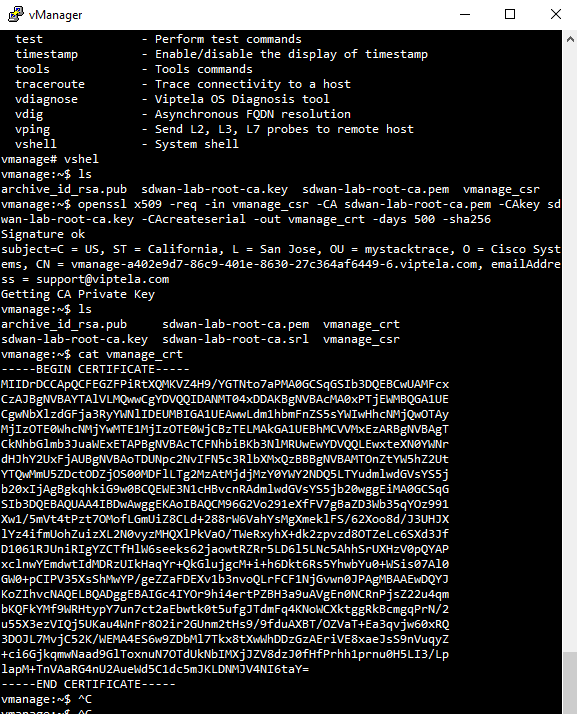 vManager
test - Perform test commands
timestamp - Enable/disable the display of timestamp
tools - Tools commands
traceroute - Trace connectivity to a host
vdiagnose - Viptela OS Diagnosis tool
vdig - Asynchronous FQDN resolution
vping - Send L2, L3, L7 probes to remote host
vshell - System shell
vmanage# vshel
vmanage:~$ ls
archive_id_rsa.pub sdwan-lab-root-ca.key sdwan-lab-root-ca.pem vmanage_csr
vmanage:~$ openssl x509 -req -in vmanage_csr -CA sdwan-lab-root-ca.pem -CAkey sd
wan-lab-root-ca.key -CAcreateserial -out vmanage_crt -days 500 -sha256
Signature ok
subject=C = US, ST = California, L = San Jose, OU = mystacktrace, O = Cisco Syst
ems, CN = vmanage-a402e9d7-86c9-401e-8630-27c364af6449-6.viptela.com, emailAddre
ss = support@viptela.com
Getting CA Private Key
vmanage:~$ ls
archive_id_rsa.pub sdwan-lab-root-ca.pem vmanage_crt
sdwan-lab-root-ca.key sdwan-lab-root-ca.srl vmanage_csr
vmanage:~$ cat vmanage_crt
-----BEGIN CERTIFICATE-----
MIIDrDCCApQCFEGZFPiRtXQMKVZ4H9/YGTNto7aPMA0GCSqGSIb3DQEBCwUAMFcx
CzAJBgNVBAYTAlVLMQwwCgYDVQQIDANMT04xDDAKBgNVBAcMA0xPTjEWMBQGA1UE
CgwNbXlzdGFja3RyYWNlIDEUMBIGA1UEAwwLdm1hbmFnZS5sYWIwHhcNMjQwOTAy
MjIzOTE0WhcNMjYwMTE1MjIzOTE0WjCBzTELMAkGA1UEBhMCVVMxEzARBgNVBAgT
CkNhbGlmb3JuaWExETAPBgNVBAcTCFNhbiBKb3NlMRUwEwYDVQQLEwxteXN0YWNr
dHJhY2UxFjAUBgNVBAoTDUNpc2NvIFN5c3RlbXMxQzBBBgNVBAMTOnZtYW5hZ2Ut
YTQwMmU5ZDctODZjOS00MDFlLTg2MzAtMjdjMzY0YWY2NDQ5LTYudmlwdGVsYS5j
b20xIjAgBgkqhkiG9w0BCQEWE3N1cHBvcnRAdmlwdGVsYS5jb20wggEiMA0GCSqG
SIb3DQEBAQUAA4IBDwAwggEKAoIBAQCM96G2Vo291eXfFV7gBaZD3Wb35qYOz991
Xw1/5mVt4tPzt7OMofLGmUiZ8CLd+288rW6VahYsMgXmeklFS/62Xoo8d/J3UHJX
lYz4ifmUohZuizXL2N0vyzMHQXlPkVaO/TWeRxyhX+dk2zpvzd8OTZeLc6SXd3Jf
D1061RJUniRIgYZCTfHlW6seeks62jaowtRZRr5LD6l5LNc5AhhSrUXHzV0pQYAP
xclnwYEmdwtIdMDRzUIkHaqYr+QkGlujgcM+i+h6Dkt6Rs5YhwbYu0+WSis07Al0
GW0+pCIPV35XsShMwYP/geZZaFDEXv1b3nvoQLrFCF1NjGvwn0JPAgMBAAEwDQYJ
KoZIhvcNAQELBQADggEBAIGc4IYOr9hi4ertPZBH3a9uAVgEn0NCRnPjsZ22u4qm
bKQFkYMf9WRHtypY7un7ct2aEbwtk0t5ufgJTdmFq4KNoWCXktggRkBcmgqPrN/2
u55X3ezVIQj5UKau4WnFr8O2ir2GUnm2tHs9/9fduAXBT/OZVaT+Ea3qvjw60xRQ
3DOJL7MvjC52K/WEMA4ES6w9ZDbMl7Tkx8tXwWhDDzGzAEriVE8xaeJsS9nVuqyZ
+ci6GjkqmwNaad9GlToxnuN7OTdUkNbIMXjJZV8dzJ0fHfPrhh1prnu0H5LI3/Lp
lapM+TnVAaRG4nU2AueWd5C1dc5mJKLDNMJV4NI6taY=
-----END CERTIFICATE-----
vmanage:~$ ^C
vmanage:~$ ^C